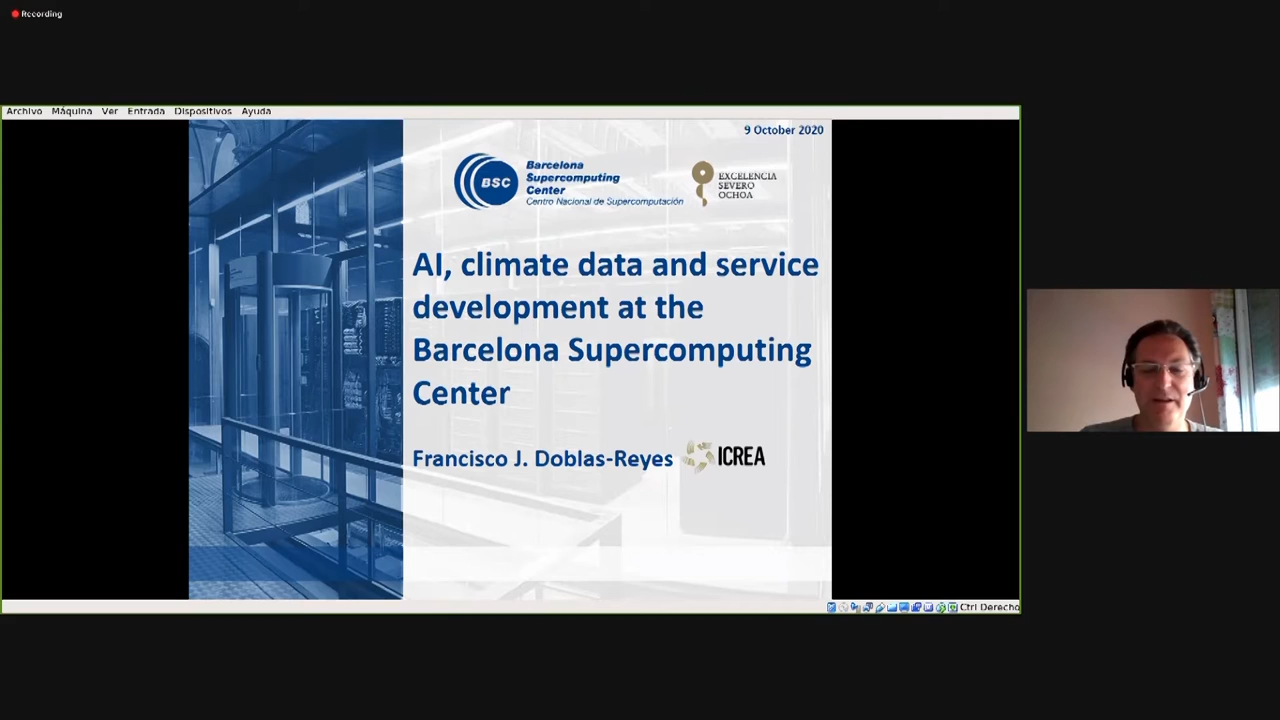 Recording
Archivo Máquina Ver Entrada Dispositivos Ayuda
9 October 2020
BSC
Barcelona
Supercomputing
Center
Centro Nacional de Supercomputación
EXCELENCIA
SEVERO
OCHOA
AI, climate data and service
development at the
Barcelona Supercomputing
Center
Francisco J. Doblas-Reyes
ICREA
Ctrl Derecho